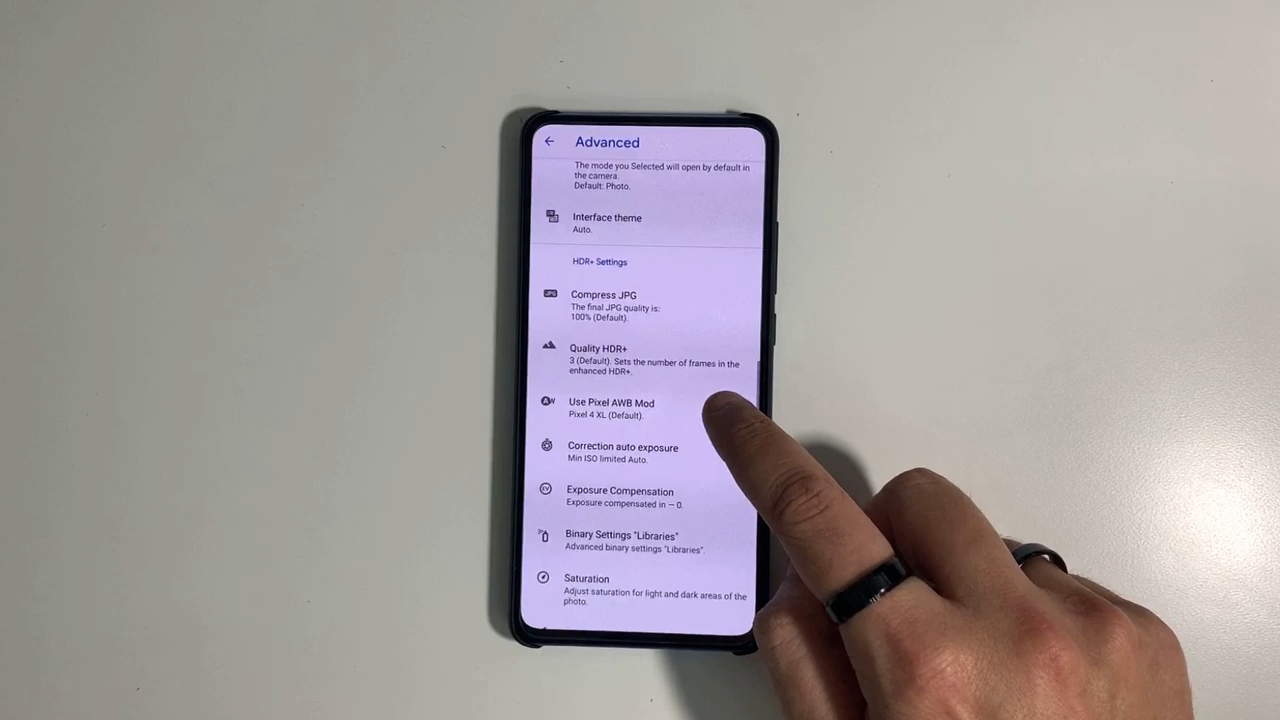 Advanced
The mode you Selected will open by default in
the camera.
Default: Photo.
Interface theme
Auto.
HDR+ Settings
JPG
Compress JPG
The final JPG quality is:
100% (Default).
Quality HDR+
3 (Default). Sets the number of frames in the
enhanced HDR+.
AW
Use Pixel AWB Mod
Pixel 4 XL (Default).
Correction auto exposure
Min ISO limited Auto.
EV
Exposure Compensation
Exposure compensated in — 0.
Binary Settings "Libraries"
Advanced binary settings "Libraries".
Saturation
Adjust saturation for light and dark areas of the
photo.